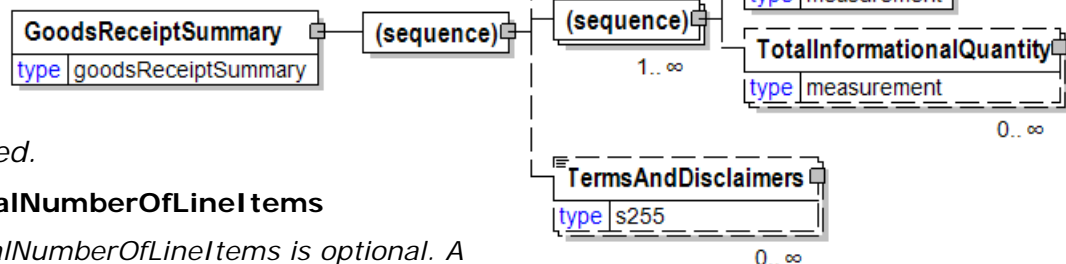 type measurement
GoodsReceiptSummary
type goodsReceiptSummary
(sequence)
(sequence)
1.. ∞
TotalInformationalQuantity
type measurement
0.. ∞
TermsAndDisclaimers
type s255
0.. ∞
ed.
alNumberOfLineItems
alNumberOfLineItems is optional. A